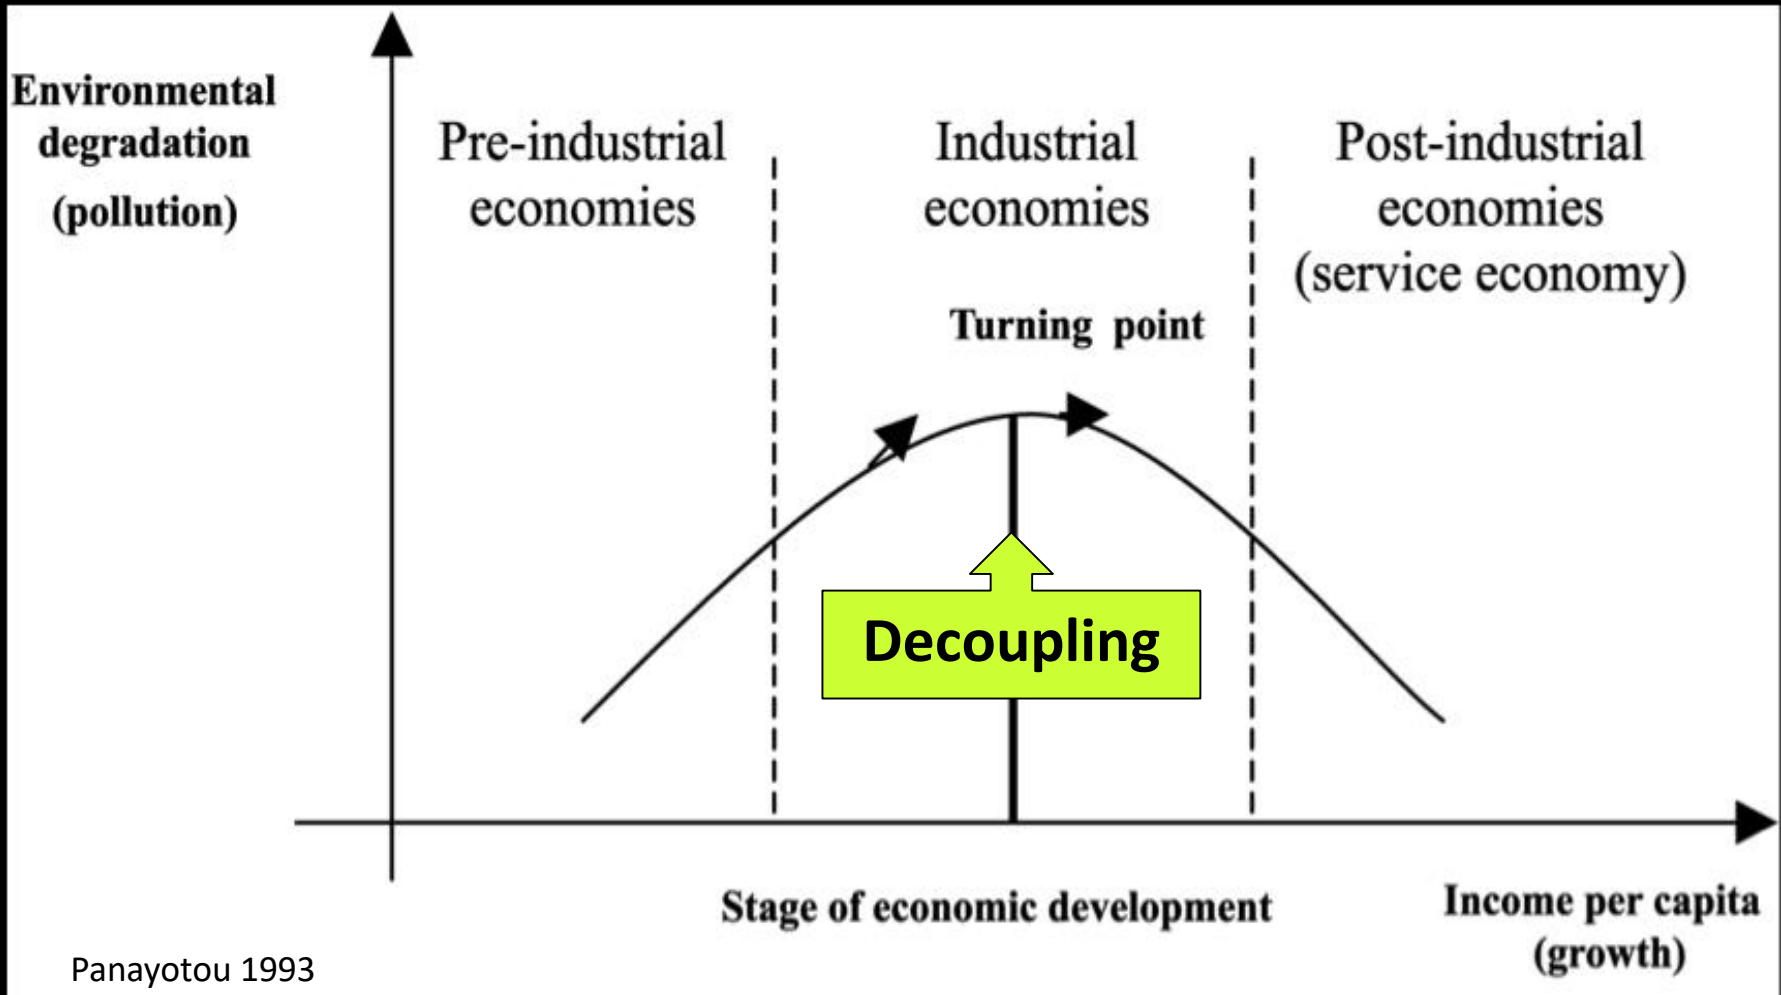 Environmental
degradation
(pollution)
Pre-industrial
economies
Industrial
economies
Post-industrial
economies
(service economy)
Turning point
Decoupling
Stage of economic development
Income per capita
(growth)
Panayotou 1993